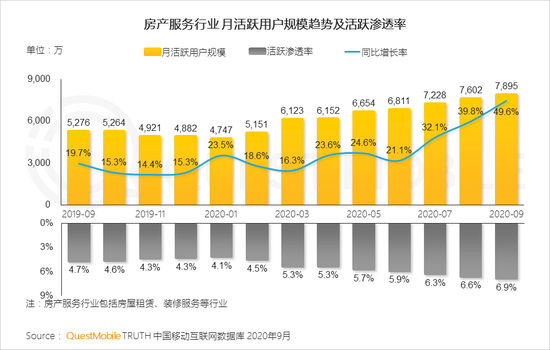 房产服务行业 月活跃用户规模趋势及活跃渗透率
单位：万
月活跃用户规模 活跃渗透率 同比增长率
9,000
6,000
3,000
0
5,276 5,264 4,921 4,882 4,747 5,151 6,123 6,152 6,654 6,811 7,228 7,602 7,895
19.7% 15.3% 14.4% 15.3% 23.5% 18.6% 16.3% 23.6% 24.6% 21.1% 32.1% 39.8% 49.6%
2019-09 2019-11 2020-01 2020-03 2020-05 2020-07 2020-09
0%
3%
6%
9%
4.7% 4.6% 4.3% 4.3% 4.1% 4.5% 5.3% 5.3% 5.7% 5.9% 6.3% 6.6% 6.9%
注：房产服务行业包括房屋租赁、装修服务等行业
Source： QuestMobile TRUTH 中国移动互联网数据库 2020年9月